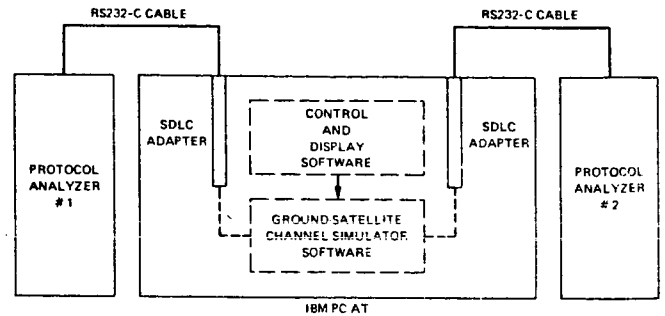 RS232-C CABLE
RS232-C CABLE
PROTOCOL
ANALYZER
#1
SDLC
ADAPTER
CONTROL
AND
DISPLAY
SOFTWARE
GROUND-SATELLITE
CHANNEL SIMULATOR
SOFTWARE
SDLC
ADAPTER
PROTOCOL
ANALYZER
#2
IBM PC AT